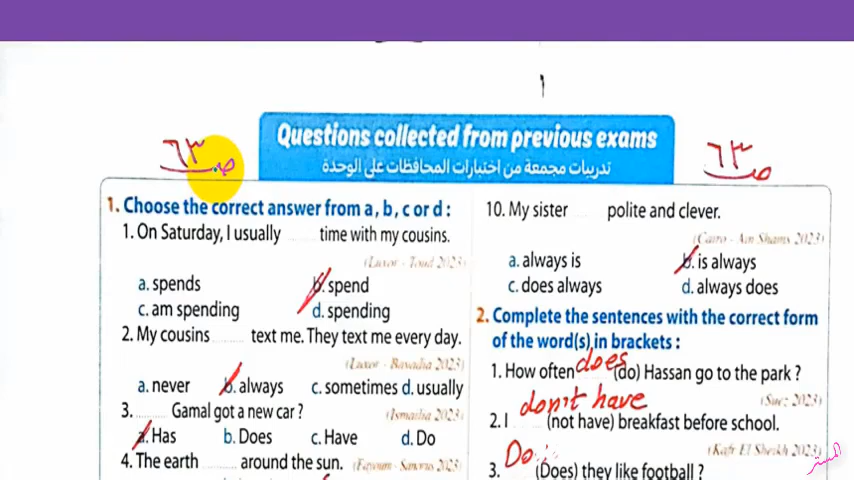 ١
Questions collected from previous exams
تدريبات مجمعة من اختبارات المحافظات على الوحدة
ص ٦٣
ص ٦٣
1. Choose the correct answer from a, b, c or d :
1. On Saturday, I usually ........ time with my cousins.
(Luxor - Toud 2023)
a. spends b. spend
c. am spending d. spending
2. My cousins ........ text me. They text me every day.
(Luxor - Bayadia 2023)
a. never b. always c. sometimes d. usually
3. ........ Gamal got a new car ?
(Ismailia 2023)
a. Has b. Does c. Have d. Do
4. The earth ........ around the sun. (Fayoum - Sanorus 2023)
10. My sister ........ polite and clever.
(Cairo - Ain Shams 2023)
a. always is b. is always
c. does always d. always does
2. Complete the sentences with the correct form
of the word(s) in brackets :
1. How often does (do) Hassan go to the park ?
(Suez 2023)
2. I don't have (not have) breakfast before school.
(Kafr El Sheikh 2023)
3. Do (Does) they like football ?